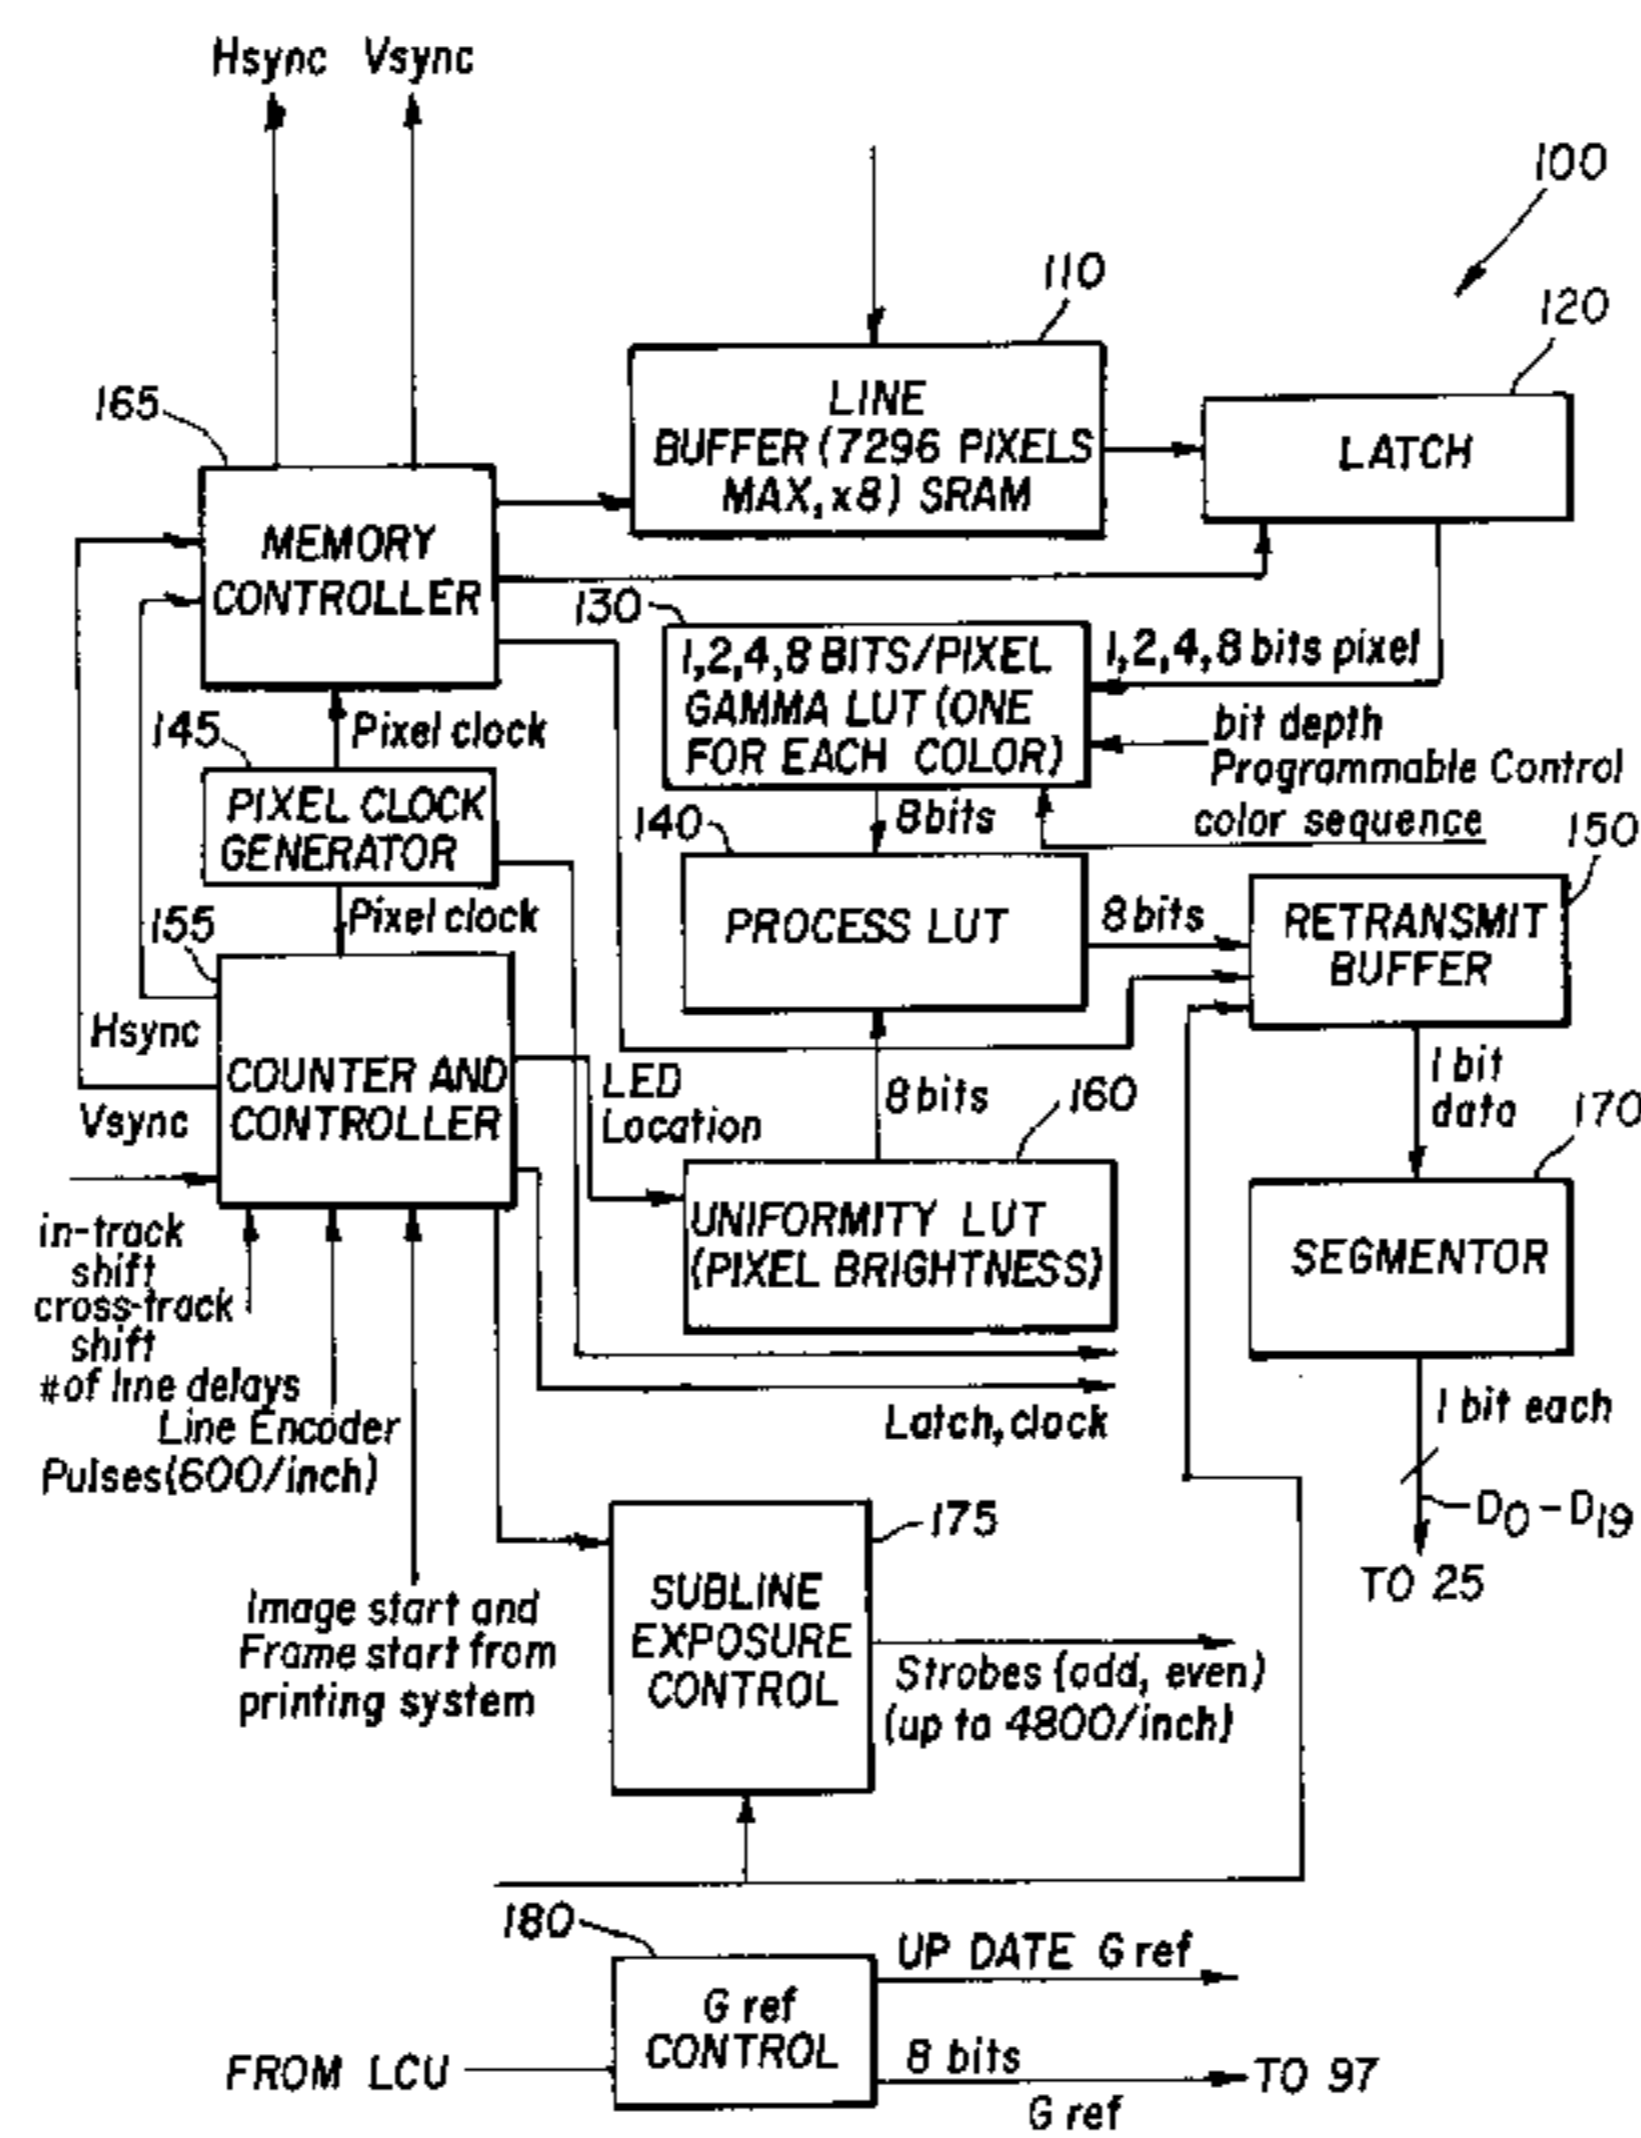 Hsync Vsync
100
110
120
165
LINE
BUFFER (7296 PIXELS
MAX, x8) SRAM
LATCH
MEMORY
CONTROLLER
130
1,2,4,8 BITS/PIXEL
GAMMA LUT (ONE
FOR EACH COLOR)
1,2,4,8 bits pixel
bit depth
Programmable Control
color sequence
145
Pixel clock
PIXEL CLOCK
GENERATOR
8 bits
140
150
155
Pixel clock
PROCESS LUT
8 bits
RETRANSMIT
BUFFER
Hsync
COUNTER AND
CONTROLLER
Vsync
LED
Location
8 bits
160
1 bit
data
170
in-track
shift
cross-track
shift
# of line delays
Line Encoder
Pulses (600/inch)
UNIFORMITY LUT
(PIXEL BRIGHTNESS)
SEGMENTOR
Latch, clock
1 bit each
D0-D19
TO 25
175
Image start and
Frame start from
printing system
SUBLINE
EXPOSURE
CONTROL
Strobes (odd, even)
(up to 4800/inch)
180
UP DATE G ref
G ref
CONTROL
FROM LCU
8 bits
G ref
TO 97